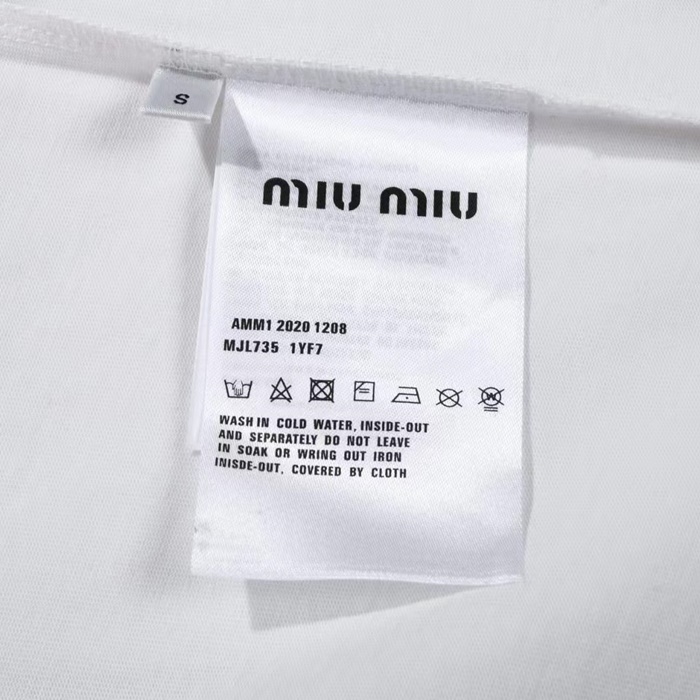 S
MIU MIU
AMM1 2020 1208
MJL735 1YF7
WASH IN COLD WATER, INSIDE-OUT
AND SEPARATELY DO NOT LEAVE
IN SOAK OR WRING OUT IRON
INISDE-OUT, COVERED BY CLOTH